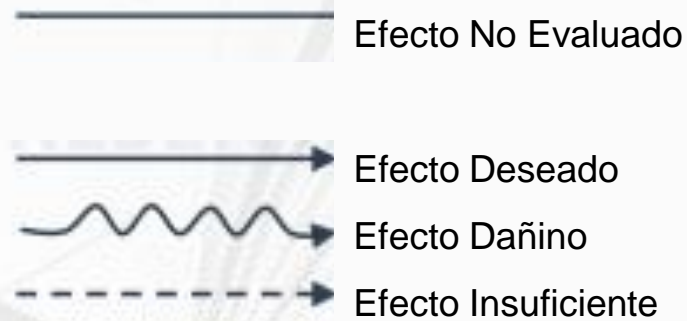 Efecto No Evaluado
Efecto Deseado
Efecto Dañino
Efecto Insuficiente